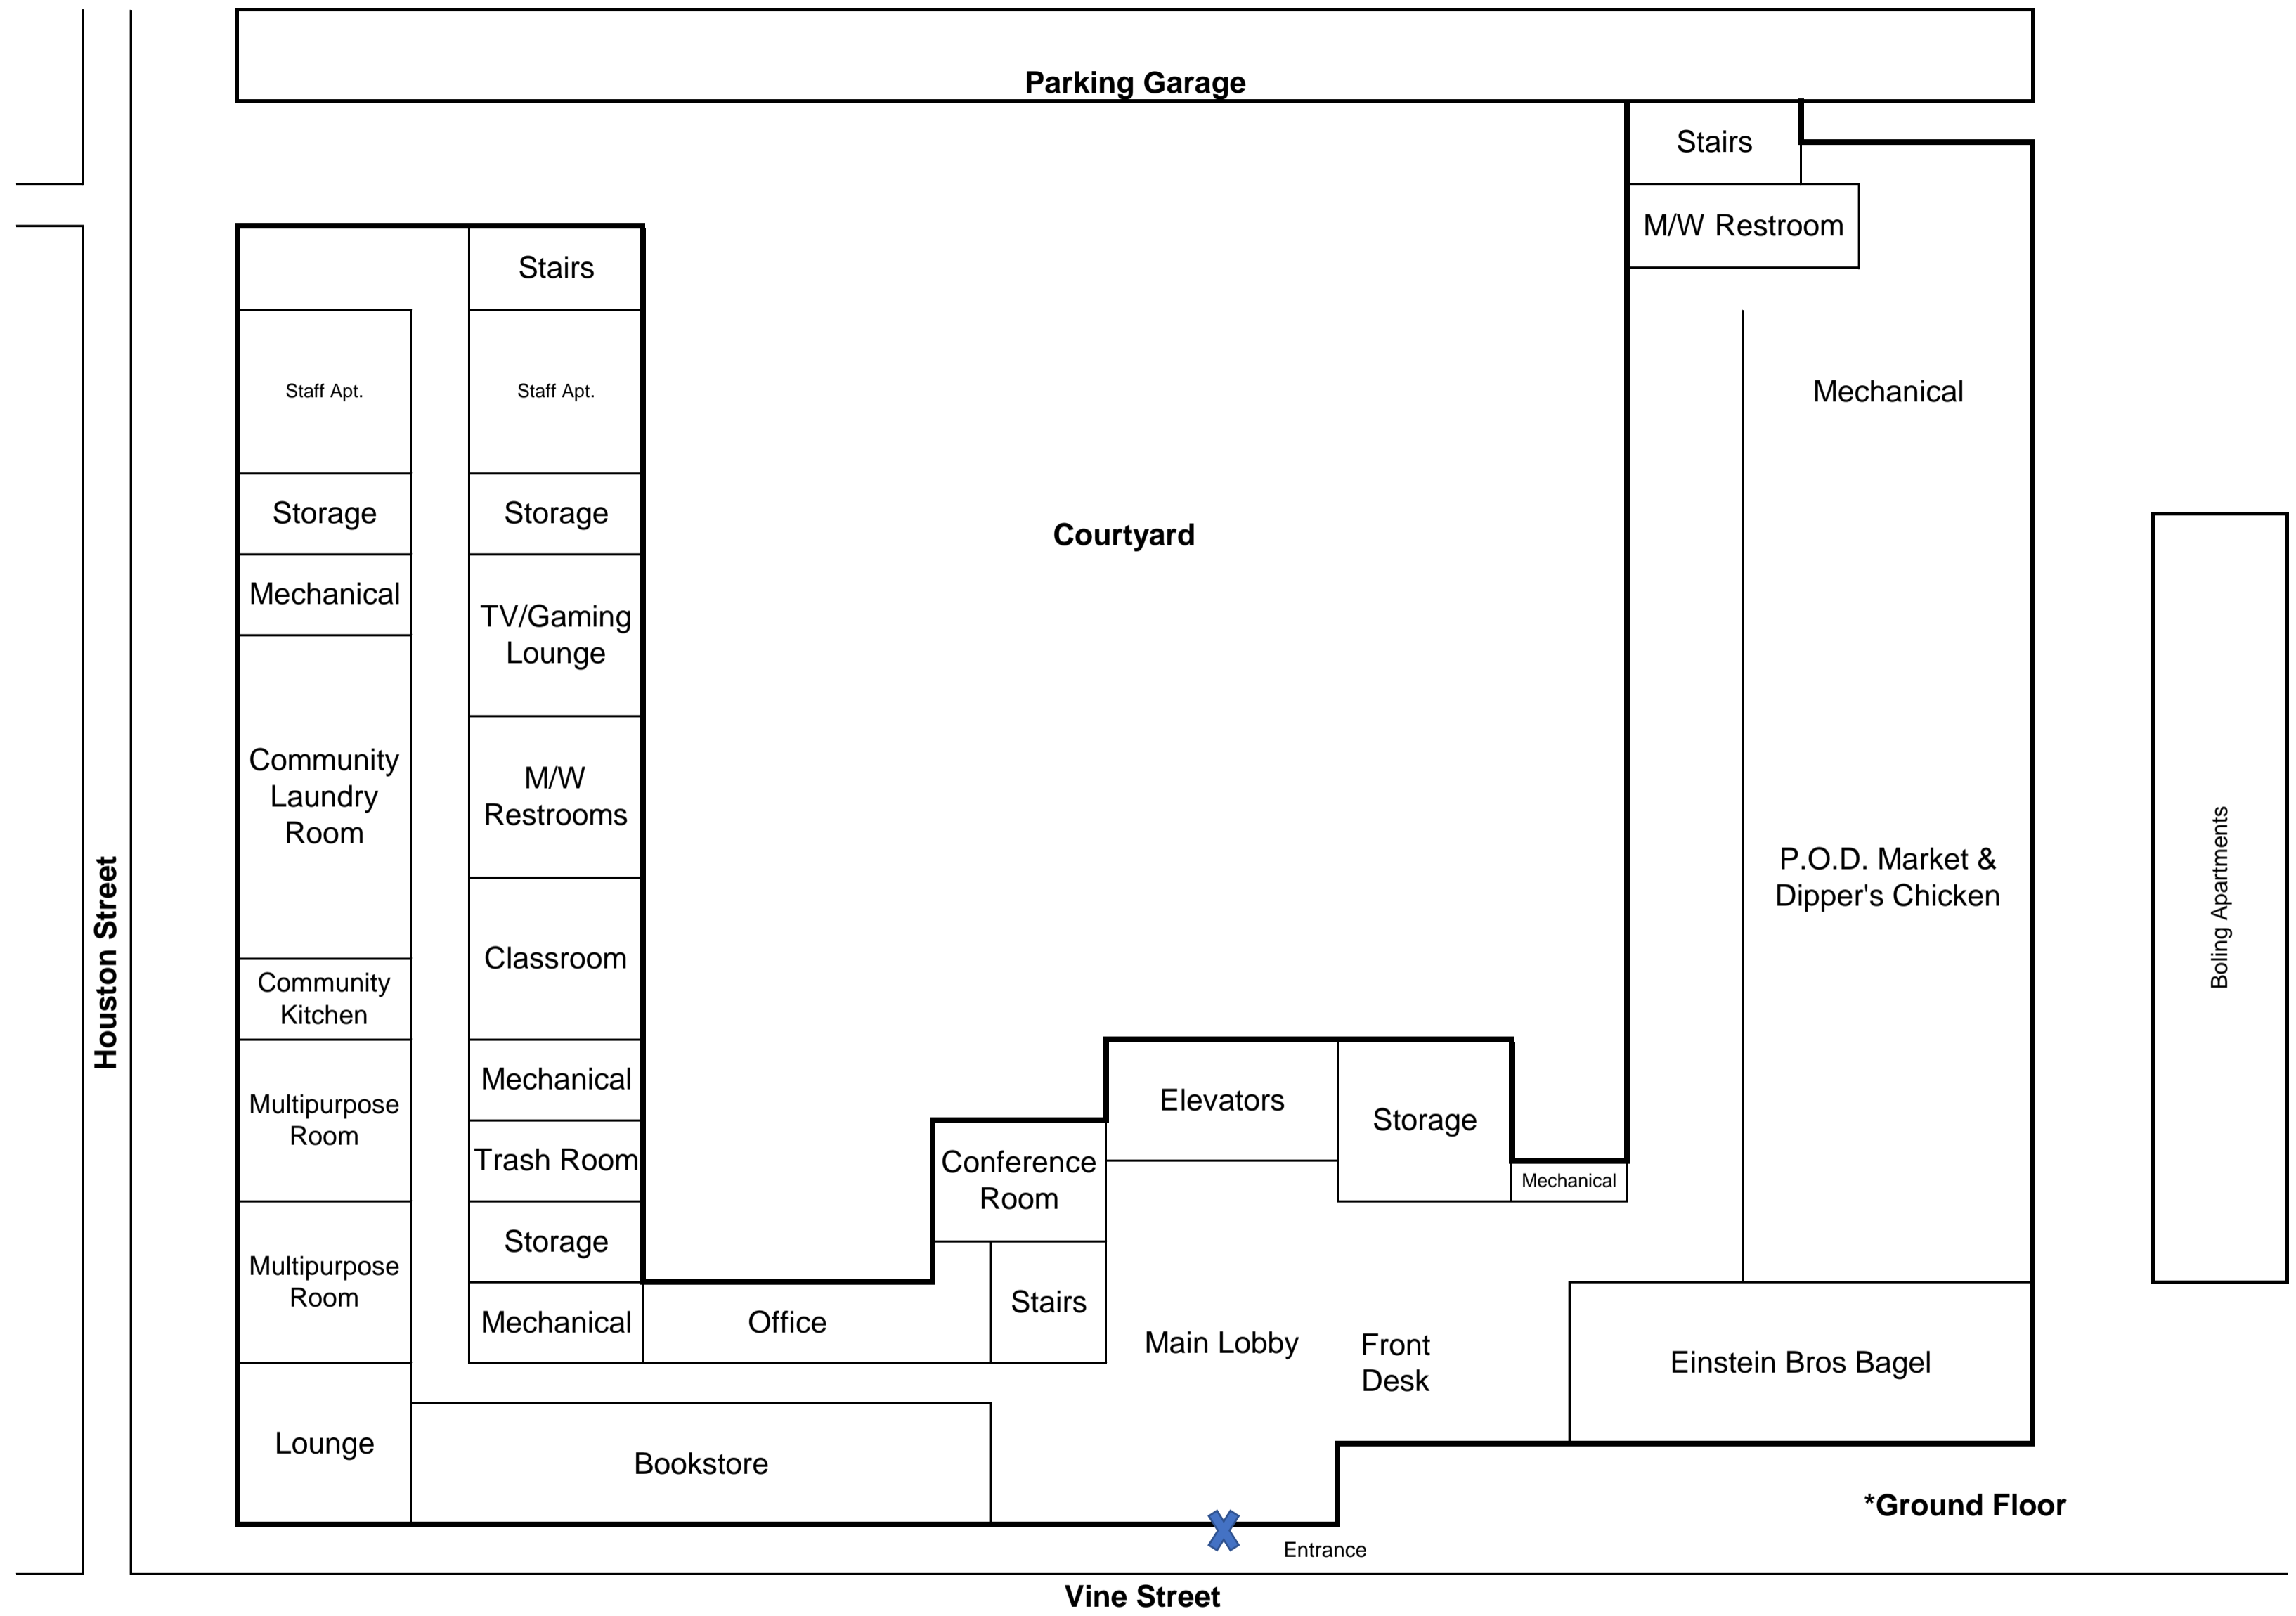 Parking Garage
Stairs
M/W Restroom
Stairs
Staff Apt.
Staff Apt.
Mechanical
Storage
Storage
Courtyard
Mechanical
TV/Gaming
Lounge
Community
Laundry
Room
M/W
Restrooms
P.O.D. Market &
Dipper's Chicken
Boling Apartments
Houston Street
Classroom
Community
Kitchen
Mechanical
Multipurpose
Room
Elevators
Storage
Trash Room
Conference
Room
Mechanical
Storage
Multipurpose
Room
Stairs
Mechanical
Office
Main Lobby
Front
Desk
Einstein Bros Bagel
Lounge
Bookstore
*Ground Floor
Entrance
Vine Street